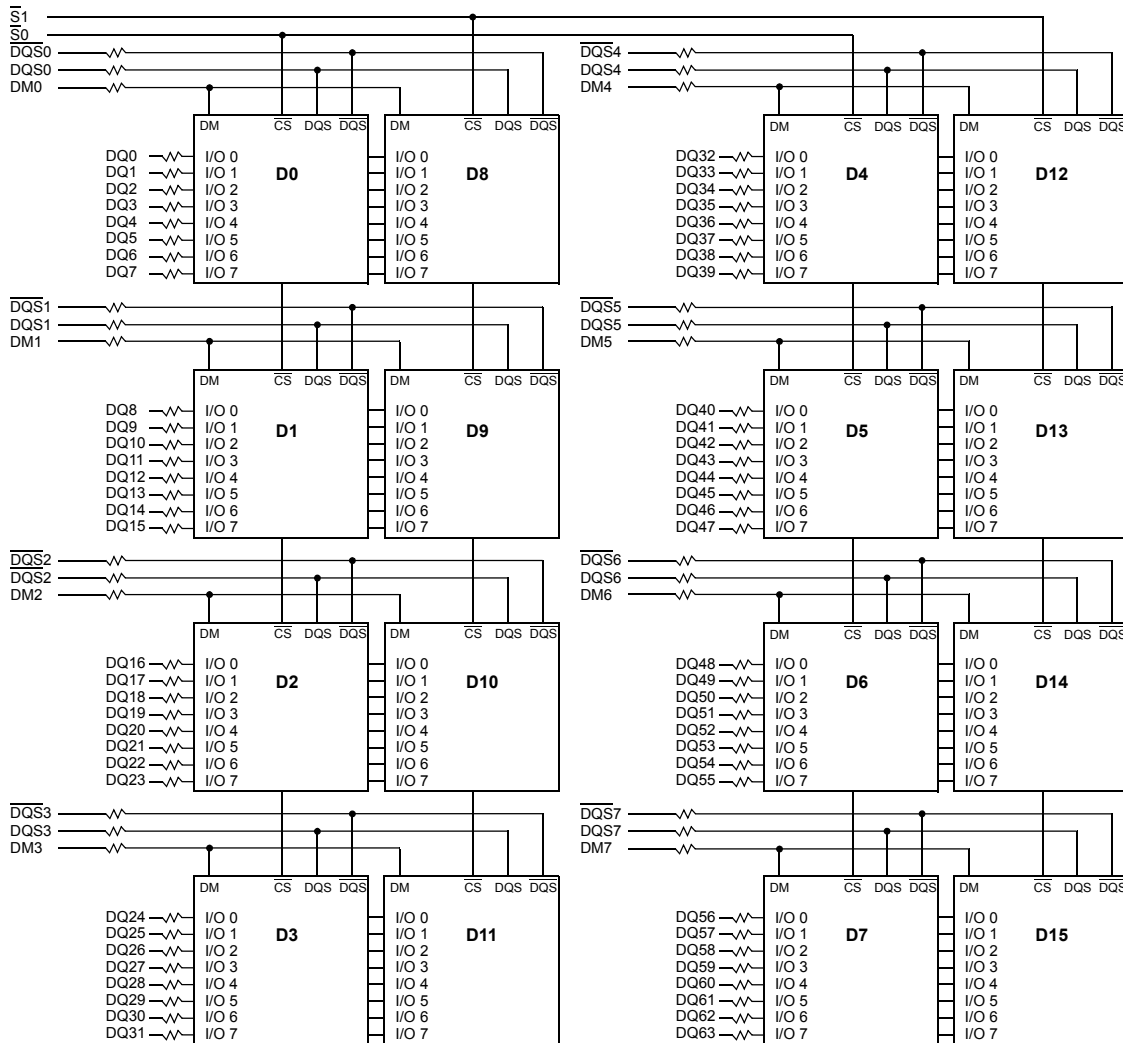 S1
S0
DQS0 DQS4
DQS0 DQS4
DM0 DM4
DM CS DQS DQS DM CS DQS DQS DM CS DQS DQS DM CS DQS DQS
DQ0 I/O 0 I/O 0 DQ32 I/O 0 I/O 0
DQ1 I/O 1 D0 I/O 1 D8 DQ33 I/O 1 D4 I/O 1 D12
DQ2 I/O 2 I/O 2 DQ34 I/O 2 I/O 2
DQ3 I/O 3 I/O 3 DQ35 I/O 3 I/O 3
DQ4 I/O 4 I/O 4 DQ36 I/O 4 I/O 4
DQ5 I/O 5 I/O 5 DQ37 I/O 5 I/O 5
DQ6 I/O 6 I/O 6 DQ38 I/O 6 I/O 6
DQ7 I/O 7 I/O 7 DQ39 I/O 7 I/O 7
DQS1 DQS5
DQS1 DQS5
DM1 DM5
DM CS DQS DQS DM CS DQS DQS DM CS DQS DQS DM CS DQS DQS
DQ8 I/O 0 I/O 0 DQ40 I/O 0 I/O 0
DQ9 I/O 1 D1 I/O 1 D9 DQ41 I/O 1 D5 I/O 1 D13
DQ10 I/O 2 I/O 2 DQ42 I/O 2 I/O 2
DQ11 I/O 3 I/O 3 DQ43 I/O 3 I/O 3
DQ12 I/O 4 I/O 4 DQ44 I/O 4 I/O 4
DQ13 I/O 5 I/O 5 DQ45 I/O 5 I/O 5
DQ14 I/O 6 I/O 6 DQ46 I/O 6 I/O 6
DQ15 I/O 7 I/O 7 DQ47 I/O 7 I/O 7
DQS2 DQS6
DQS2 DQS6
DM2 DM6
DM CS DQS DQS DM CS DQS DQS DM CS DQS DQS DM CS DQS DQS
DQ16 I/O 0 I/O 0 DQ48 I/O 0 I/O 0
DQ17 I/O 1 D2 I/O 1 D10 DQ49 I/O 1 D6 I/O 1 D14
DQ18 I/O 2 I/O 2 DQ50 I/O 2 I/O 2
DQ19 I/O 3 I/O 3 DQ51 I/O 3 I/O 3
DQ20 I/O 4 I/O 4 DQ52 I/O 4 I/O 4
DQ21 I/O 5 I/O 5 DQ53 I/O 5 I/O 5
DQ22 I/O 6 I/O 6 DQ54 I/O 6 I/O 6
DQ23 I/O 7 I/O 7 DQ55 I/O 7 I/O 7
DQS3 DQS7
DQS3 DQS7
DM3 DM7
DM CS DQS DQS DM CS DQS DQS DM CS DQS DQS DM CS DQS DQS
DQ24 I/O 0 I/O 0 DQ56 I/O 0 I/O 0
DQ25 I/O 1 D3 I/O 1 D11 DQ57 I/O 1 D7 I/O 1 D15
DQ26 I/O 2 I/O 2 DQ58 I/O 2 I/O 2
DQ27 I/O 3 I/O 3 DQ59 I/O 3 I/O 3
DQ28 I/O 4 I/O 4 DQ60 I/O 4 I/O 4
DQ29 I/O 5 I/O 5 DQ61 I/O 5 I/O 5
DQ30 I/O 6 I/O 6 DQ62 I/O 6 I/O 6
DQ31 I/O 7 I/O 7 DQ63 I/O 7 I/O 7